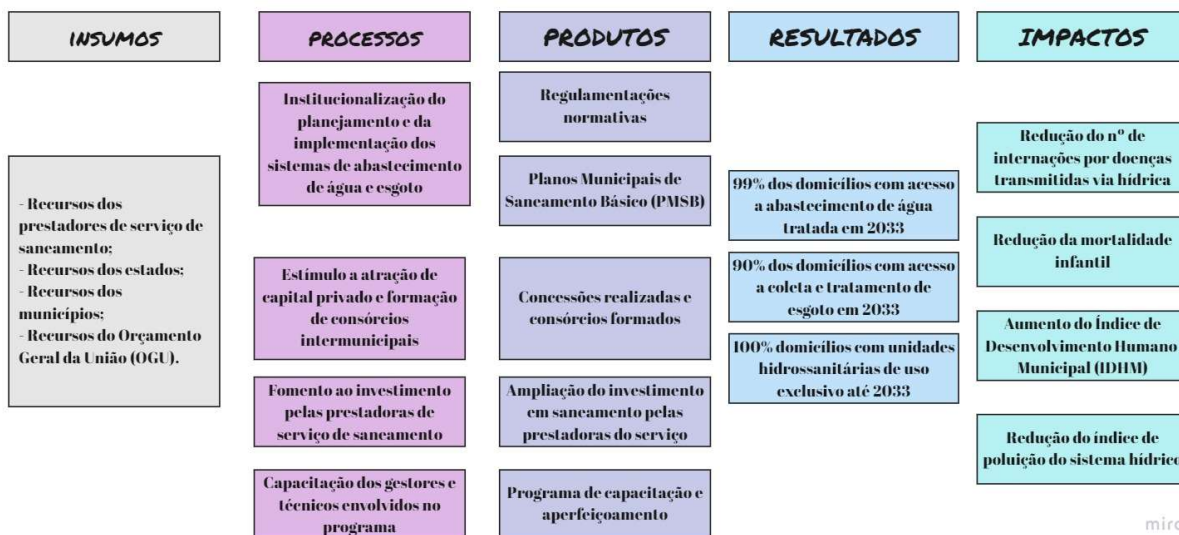 INSUMOS
- Recursos dos
prestadores de serviço de
saneamento;
- Recursos dos estados;
- Recursos dos
municípios;
- Recursos do Orçamento
Geral da União (OGU).
PROCESSOS
Institucionalização do
planejamento e da
implementação dos
sistemas de abastecimento
de água e esgoto
Estímulo a atração de
capital privado e formação
de consórcios
intermunicipais
Fomento ao investimento
pelas prestadoras de
serviço de saneamento
Capacitação dos gestores e
técnicos envolvidos no
programa
PRODUTOS
Regulamentações
normativas
Planos Municipais de
Saneamento Básico (PMSB)
Concessões realizadas e
consórcios formados
Ampliação do investimento
em saneamento pelas
prestadoras do serviço
Programa de capacitação e
aperfeiçoamento
RESULTADOS
99% dos domicílios com acesso
a abastecimento de água
tratada em 2033
90% dos domicílios com acesso
a coleta e tratamento de
esgoto em 2033
100% domicílios com unidades
hidrossanitárias de uso
exclusivo até 2033
IMPACTOS
Redução do nº de
internações por doenças
transmitidas via hídrica
Redução da mortalidade
infantil
Aumento do Índice de
Desenvolvimento Humano
Municipal (IDHM)
Redução do índice de
poluição do sistema hídrico
miro